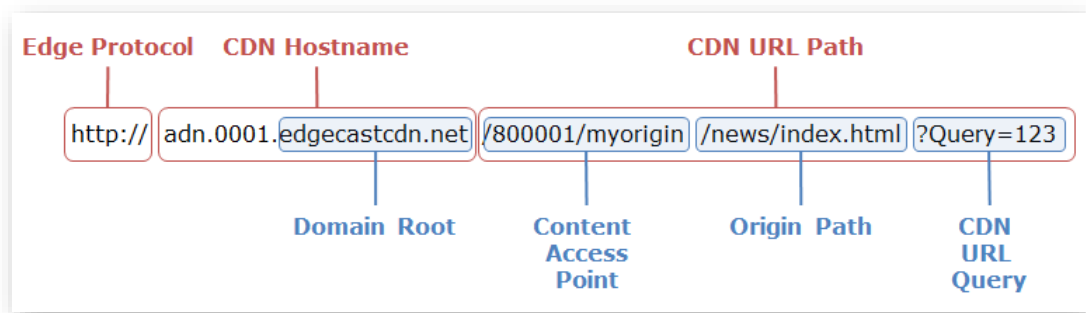 Edge Protocol CDN Hostname CDN URL Path
http:// adn.0001.edgecastcdn.net /800001/myorigin /news/index.html ?Query=123
Domain Root Content Access Point Origin Path CDN URL Query